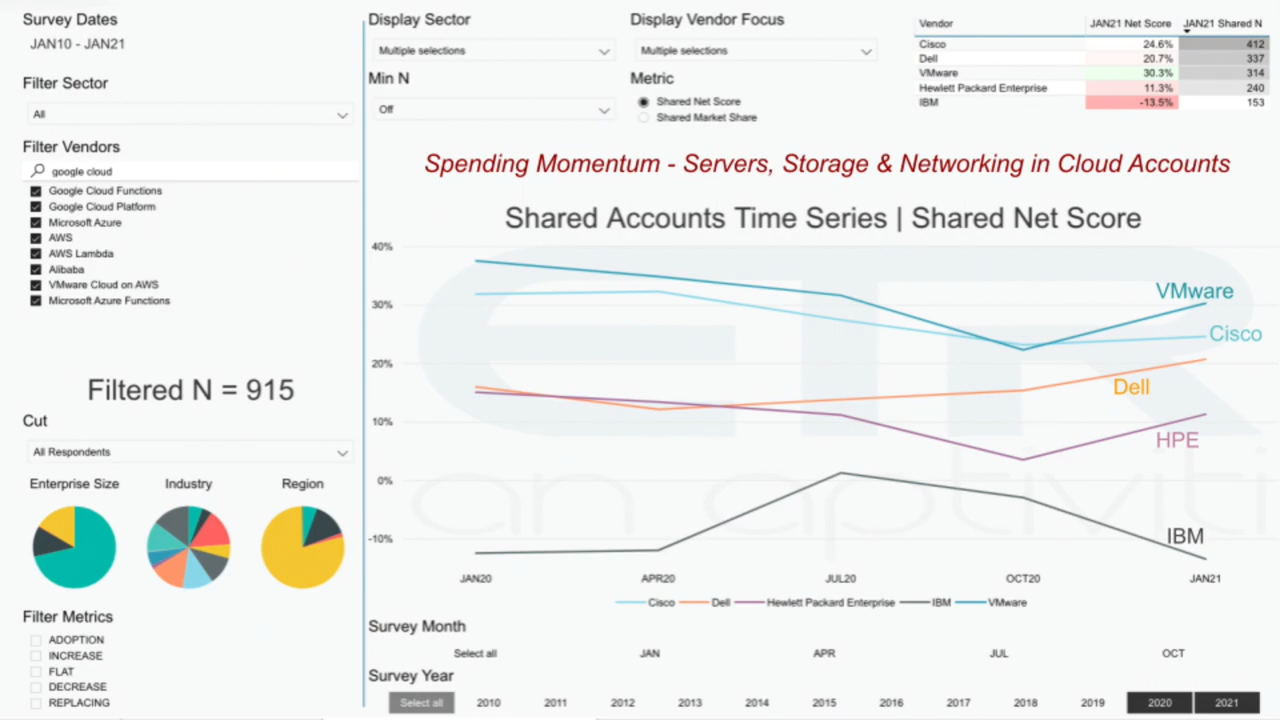 Survey Dates
JAN10 - JAN21
Filter Sector
All
Filter Vendors
google cloud
Google Cloud Functions
Google Cloud Platform
Microsoft Azure
AWS
AWS Lambda
Alibaba
VMware Cloud on AWS
Microsoft Azure Functions
Filtered N = 915
Cut
All Respondents
Enterprise Size Industry Region
Filter Metrics
ADOPTION
INCREASE
FLAT
DECREASE
REPLACING
Display Sector
Multiple selections
Min N
Off
Display Vendor Focus
Multiple selections
Metric
Shared Net Score
Shared Market Share
Vendor JAN21 Net Score JAN21 Shared N
Cisco 24.6% 412
Dell 20.7% 337
VMware 30.3% 314
Hewlett Packard Enterprise 11.3% 240
IBM -13.5% 153
Spending Momentum - Servers, Storage & Networking in Cloud Accounts
Shared Accounts Time Series | Shared Net Score
40%
30%
20%
10%
0%
-10%
VMware
Cisco
Dell
HPE
IBM
ETR
an aptiviti
JAN20 APR20 JUL20 OCT20 JAN21
Cisco Dell Hewlett Packard Enterprise IBM VMware
Survey Month
Select all JAN APR JUL OCT
Survey Year
Select all 2010 2011 2012 2013 2014 2015 2016 2017 2018 2019 2020 2021